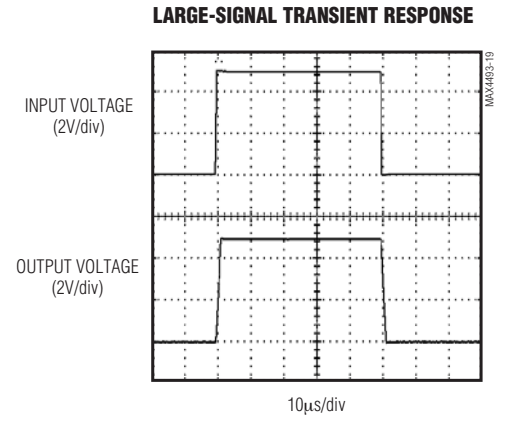 LARGE-SIGNAL TRANSIENT RESPONSE
MAX4493-19
INPUT VOLTAGE
(2V/div)
OUTPUT VOLTAGE
(2V/div)
10μs/div